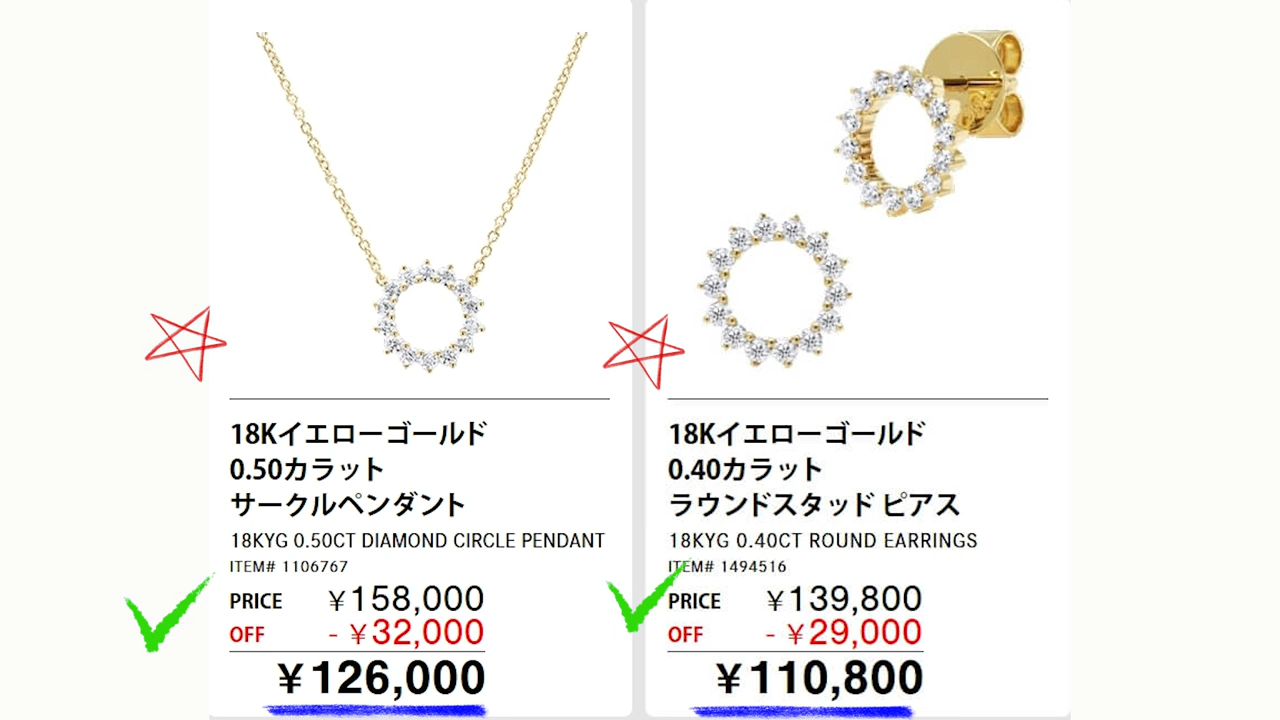 18Kイエローゴールド
0.50カラット
サークルペンダント
18KYG 0.50CT DIAMOND CIRCLE PENDANT
ITEM# 1106767
PRICE ￥158,000
OFF - ￥32,000
￥126,000
18Kイエローゴールド
0.40カラット
ラウンドスタッド ピアス
18KYG 0.40CT ROUND EARRINGS
ITEM# 1494516
PRICE ￥139,800
OFF - ￥29,000
￥110,800